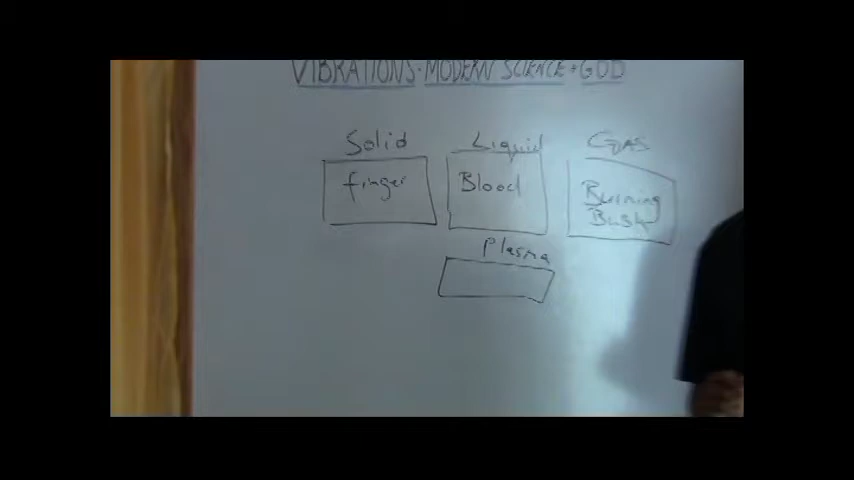 VIBRATIONS · MODERN SCIENCE + GOD
Solid Liquid GAS
finger Blood Burning
Bush
Plasma